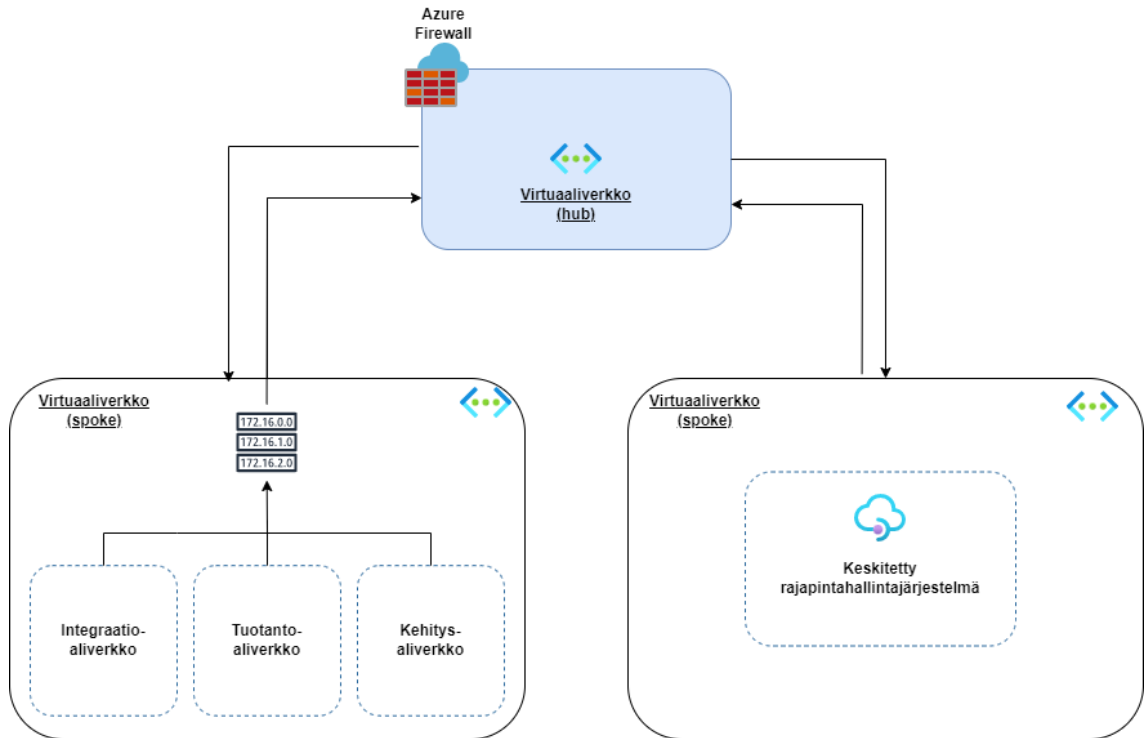 Azure
Firewall
Virtuaaliverkko
(hub)
Virtuaaliverkko
(spoke)
172.16.0.0
172.16.1.0
172.16.2.0
Integraatio-
aliverkko
Tuotanto-
aliverkko
Kehitys-
aliverkko
Virtuaaliverkko
(spoke)
Keskitetty
rajapintahallintajärjestelmä